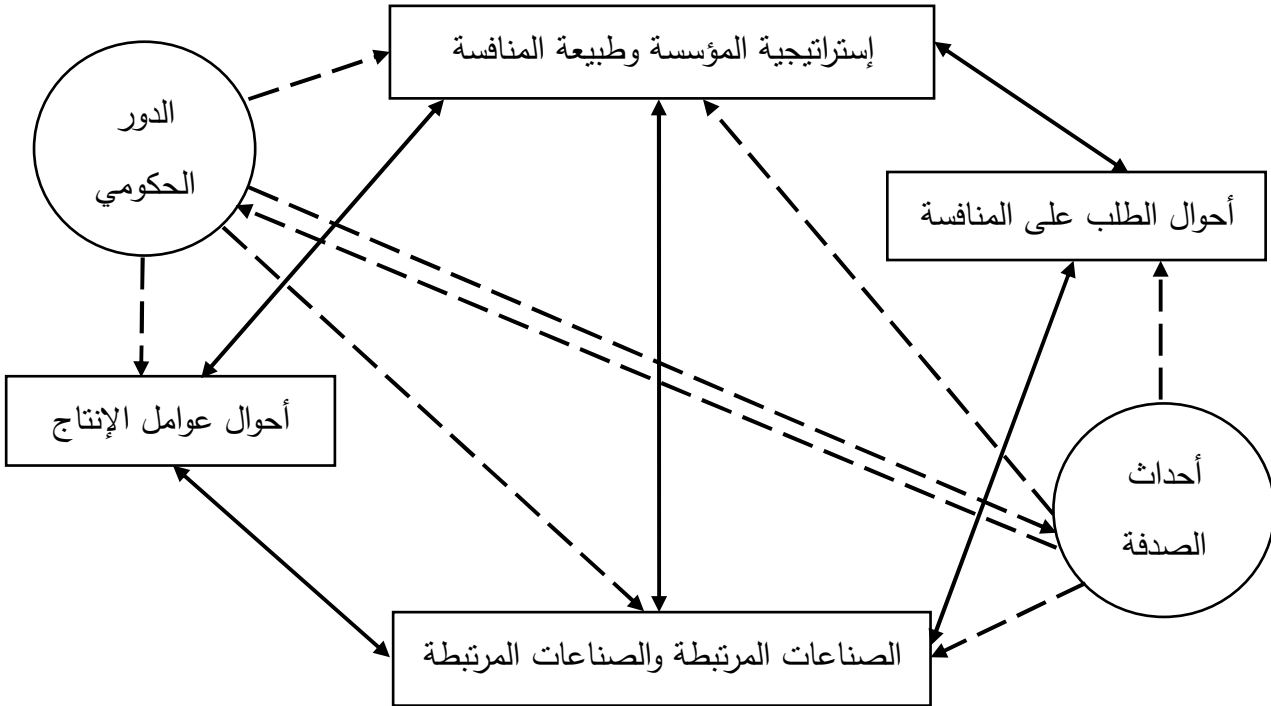 إستراتيجية المؤسسة وطبيعة المنافسة
الدور
الحكومي
أحوال الطلب على المنافسة
أحوال عوامل الإنتاج
أحداث
الصدفة
الصناعات المرتبطة والصناعات المرتبطة